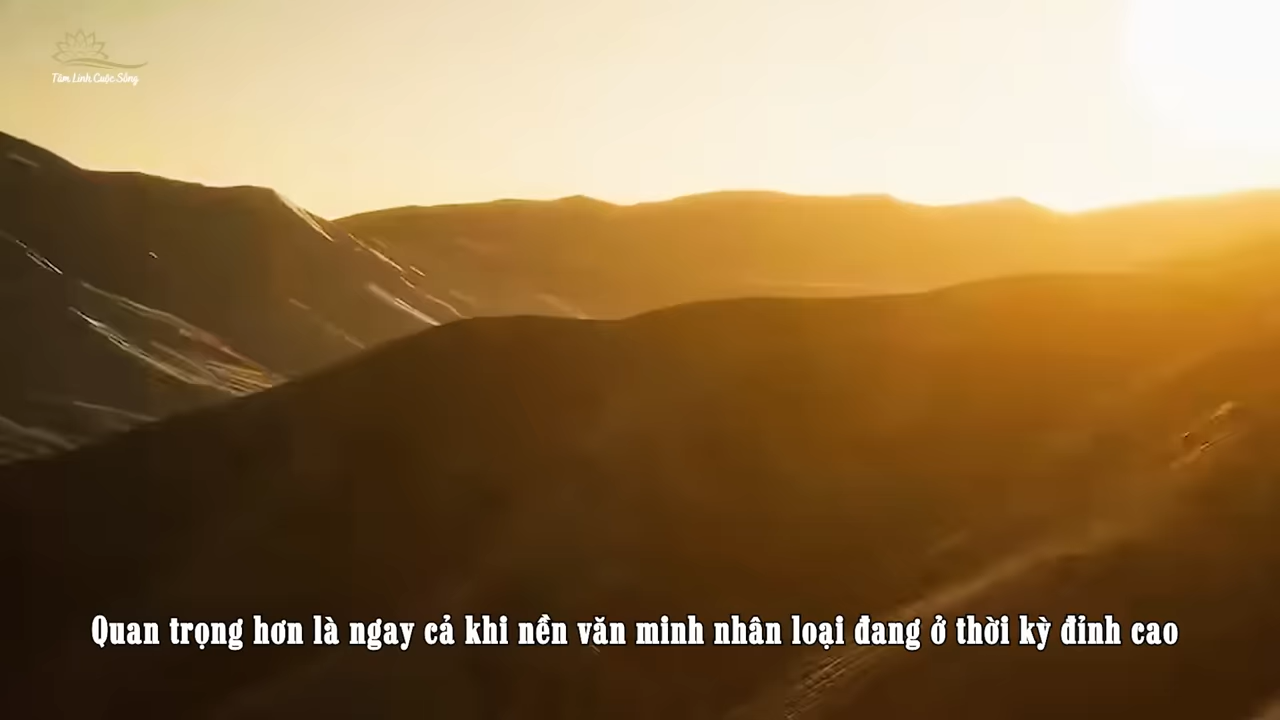 Tâm Linh Cuộc Sống
Quan trọng hơn là ngay cả khi nền văn minh nhân loại đang ở thời kỳ đỉnh cao